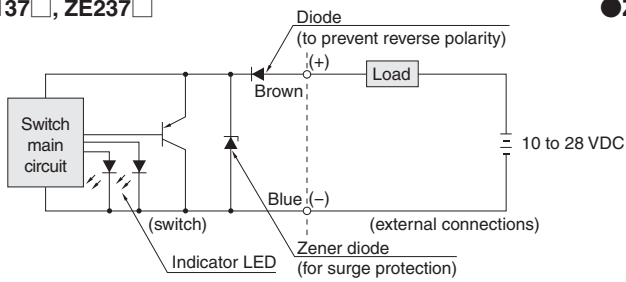 137□, ZE237□
Diode
(to prevent reverse polarity)
(+)
Load
Brown
Switch
main
circuit
10 to 28 VDC
Blue (−)
(switch)
(external connections)
Indicator LED
Zener diode
(for surge protection)